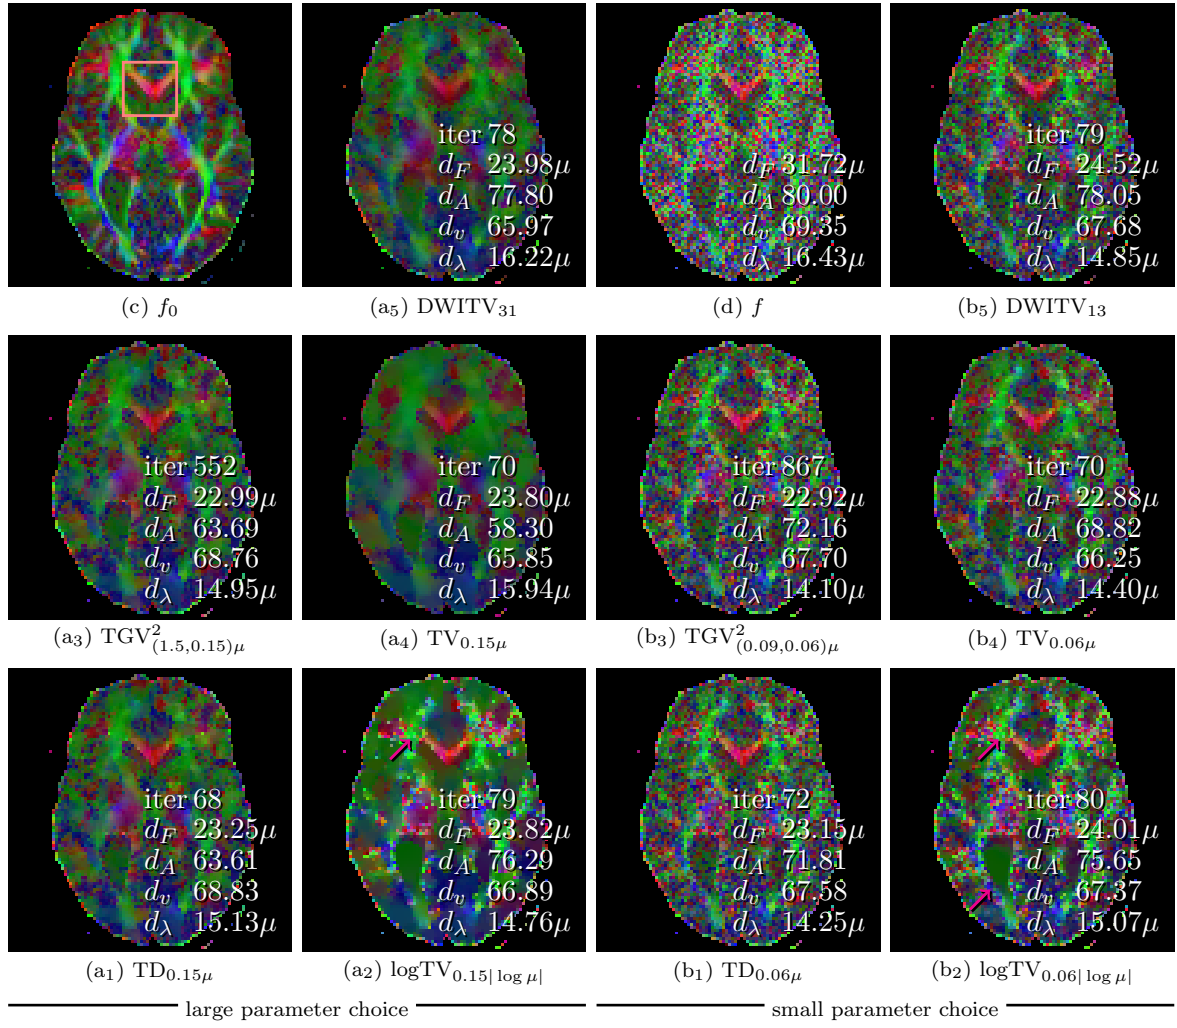 iter 78
d_F 23.98μ
d_A 77.80
d_v 65.97
d_λ 16.22μ
d_F 31.72μ
d_A 80.00
d_v 69.35
d_λ 16.43μ
iter 79
d_F 24.52μ
d_A 78.05
d_v 67.68
d_λ 14.85μ
(c) f_0
(a_5) DWITV_31
(d) f
(b_5) DWITV_13
iter 552
d_F 22.99μ
d_A 63.69
d_v 68.76
d_λ 14.95μ
iter 70
d_F 23.80μ
d_A 58.30
d_v 65.85
d_λ 15.94μ
iter 867
d_F 22.92μ
d_A 72.16
d_v 67.70
d_λ 14.10μ
iter 70
d_F 22.88μ
d_A 68.82
d_v 66.25
d_λ 14.40μ
(a_3) TGV^2_(1.5,0.15)μ
(a_4) TV_0.15μ
(b_3) TGV^2_(0.09,0.06)μ
(b_4) TV_0.06μ
iter 68
d_F 23.25μ
d_A 63.61
d_v 68.83
d_λ 15.13μ
iter 79
d_F 23.82μ
d_A 76.29
d_v 66.89
d_λ 14.76μ
iter 72
d_F 23.15μ
d_A 71.81
d_v 67.58
d_λ 14.25μ
iter 80
d_F 24.01μ
d_A 75.65
d_v 67.37
d_λ 15.07μ
(a_1) TD_0.15μ
(a_2) logTV_0.15| log μ|
(b_1) TD_0.06μ
(b_2) logTV_0.06| log μ|
large parameter choice
small parameter choice